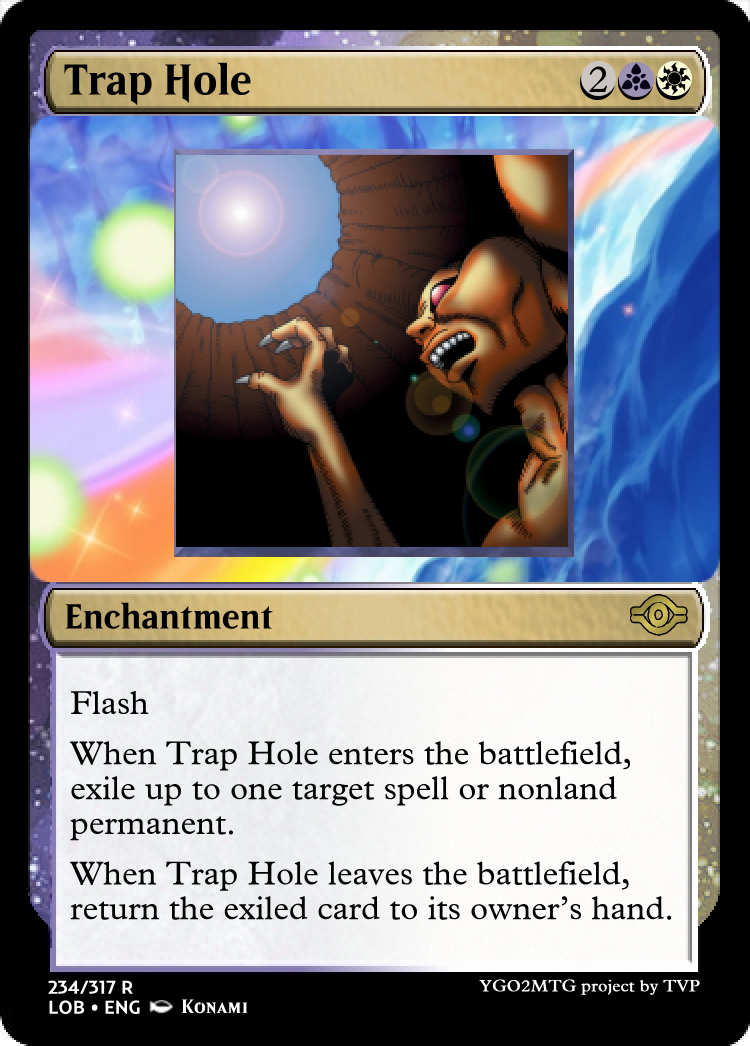 Trap Hole 2
Enchantment
Flash
When Trap Hole enters the battlefield,
exile up to one target spell or nonland
permanent.
When Trap Hole leaves the battlefield,
return the exiled card to its owner's hand.
234/317 R
LOB • ENG Konami
YGO2MTG project by TVP